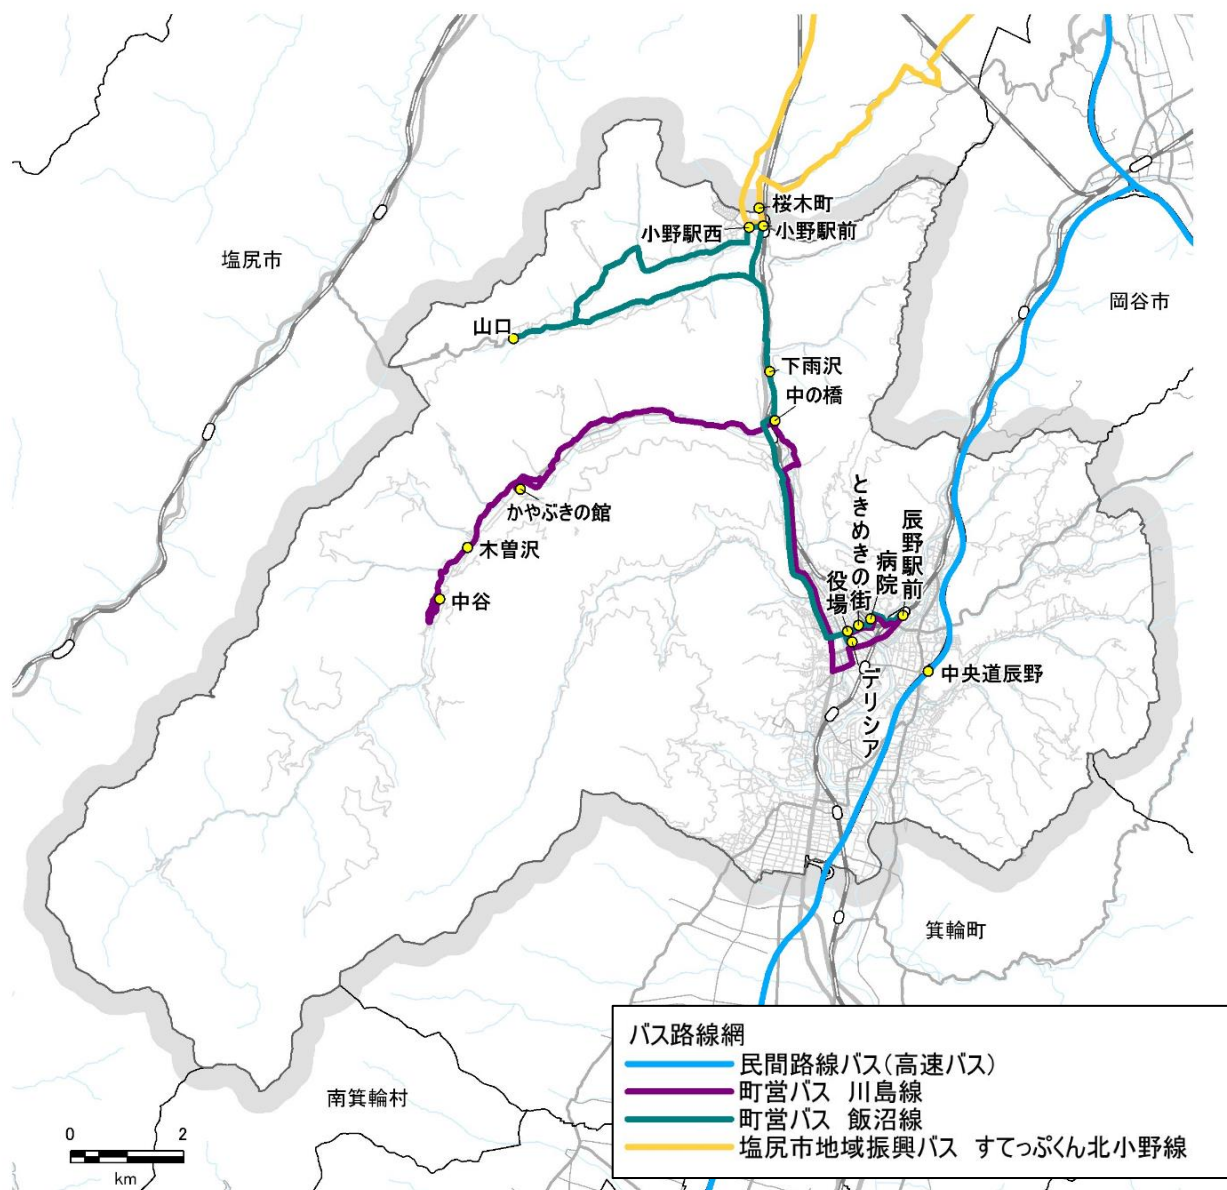 桜木町
小野駅西
小野駅前
塩尻市
岡谷市
山口
下雨沢
中の橋
かやぶきの館
木曽沢
中谷
役場
ときめきの街
病院
辰野駅前
デリシア
中央道辰野
箕輪町
南箕輪村
0 2
km
バス路線網
民間路線バス(高速バス)
町営バス 川島線
町営バス 飯沼線
塩尻市地域振興バス すてっぷくん北小野線